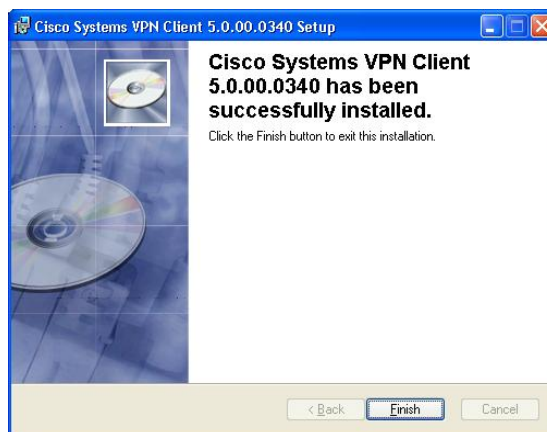 Cisco Systems VPN Client 5.0.00.0340 Setup
Cisco Systems VPN Client
5.0.00.0340 has been
successfully installed.
Click the Finish button to exit this installation.
< Back
Finish
Cancel